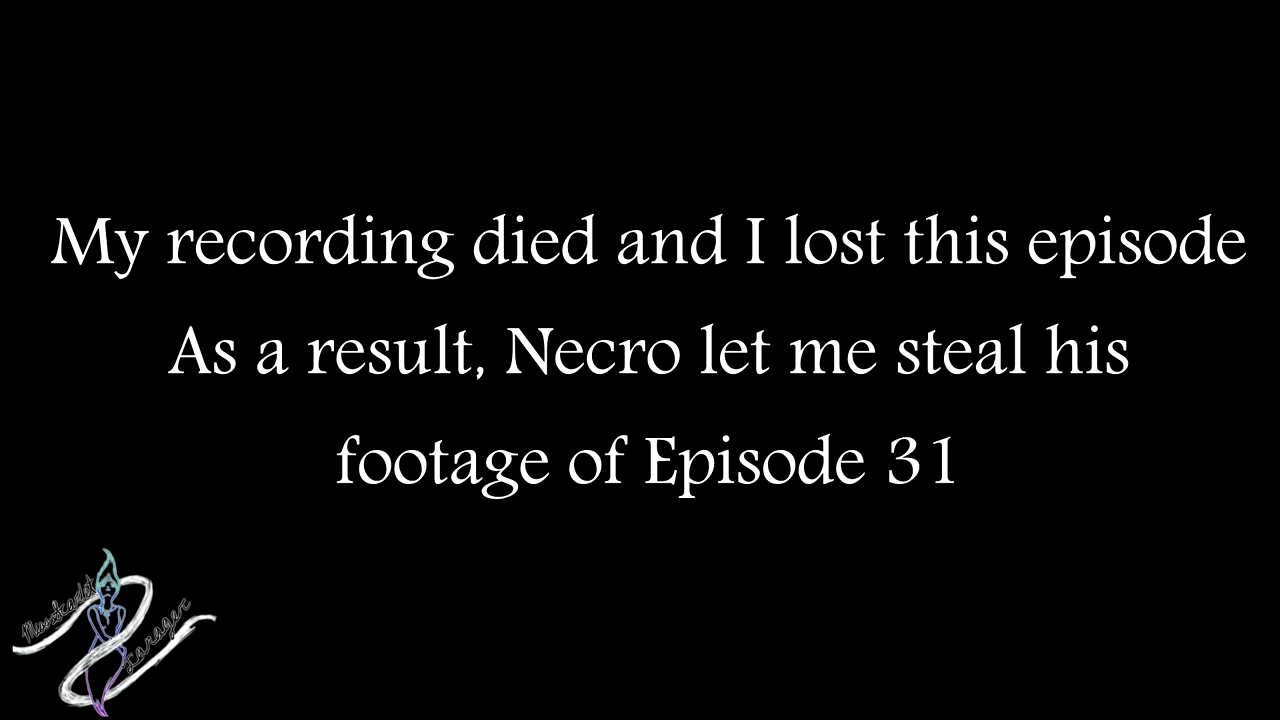 My recording died and I lost this episode
As a result, Necro let me steal his
footage of Episode 31